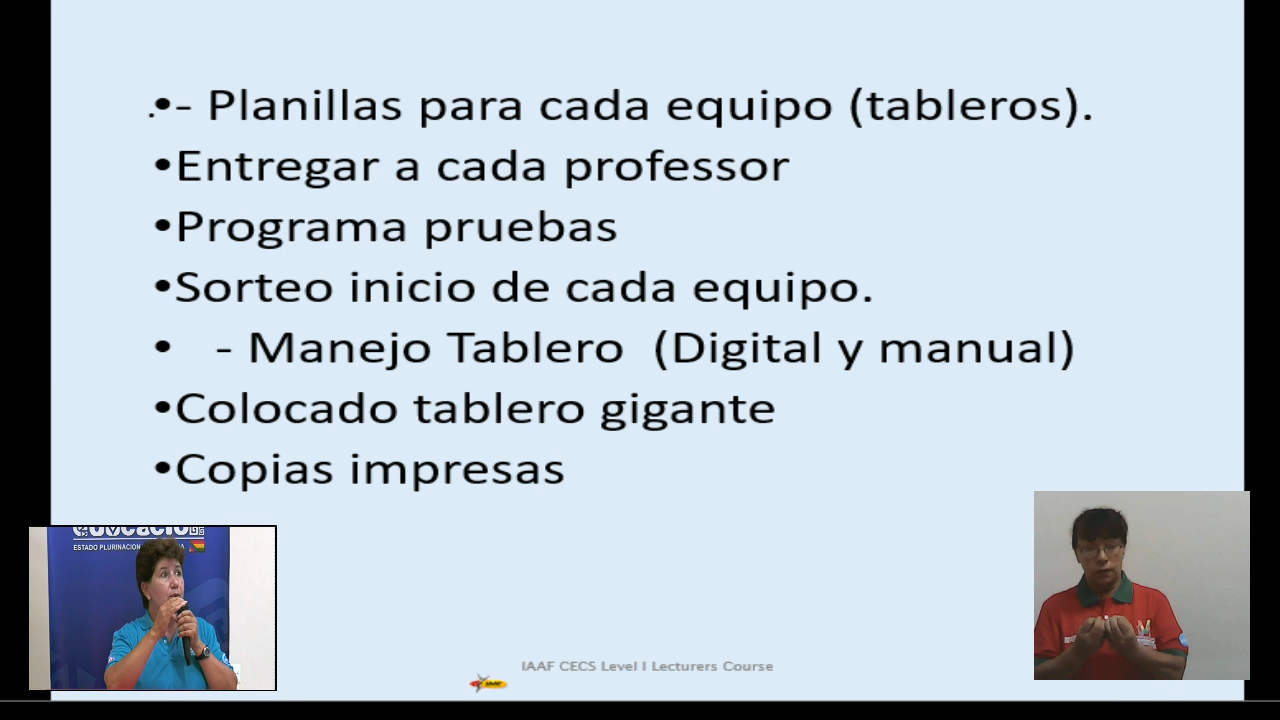 .•- Planillas para cada equipo (tableros).
•Entregar a cada professor
•Programa pruebas
•Sorteo inicio de cada equipo.
• - Manejo Tablero (Digital y manual)
•Colocado tablero gigante
•Copias impresas
ESTADO
IAAF CECS Level I Lecturers Course